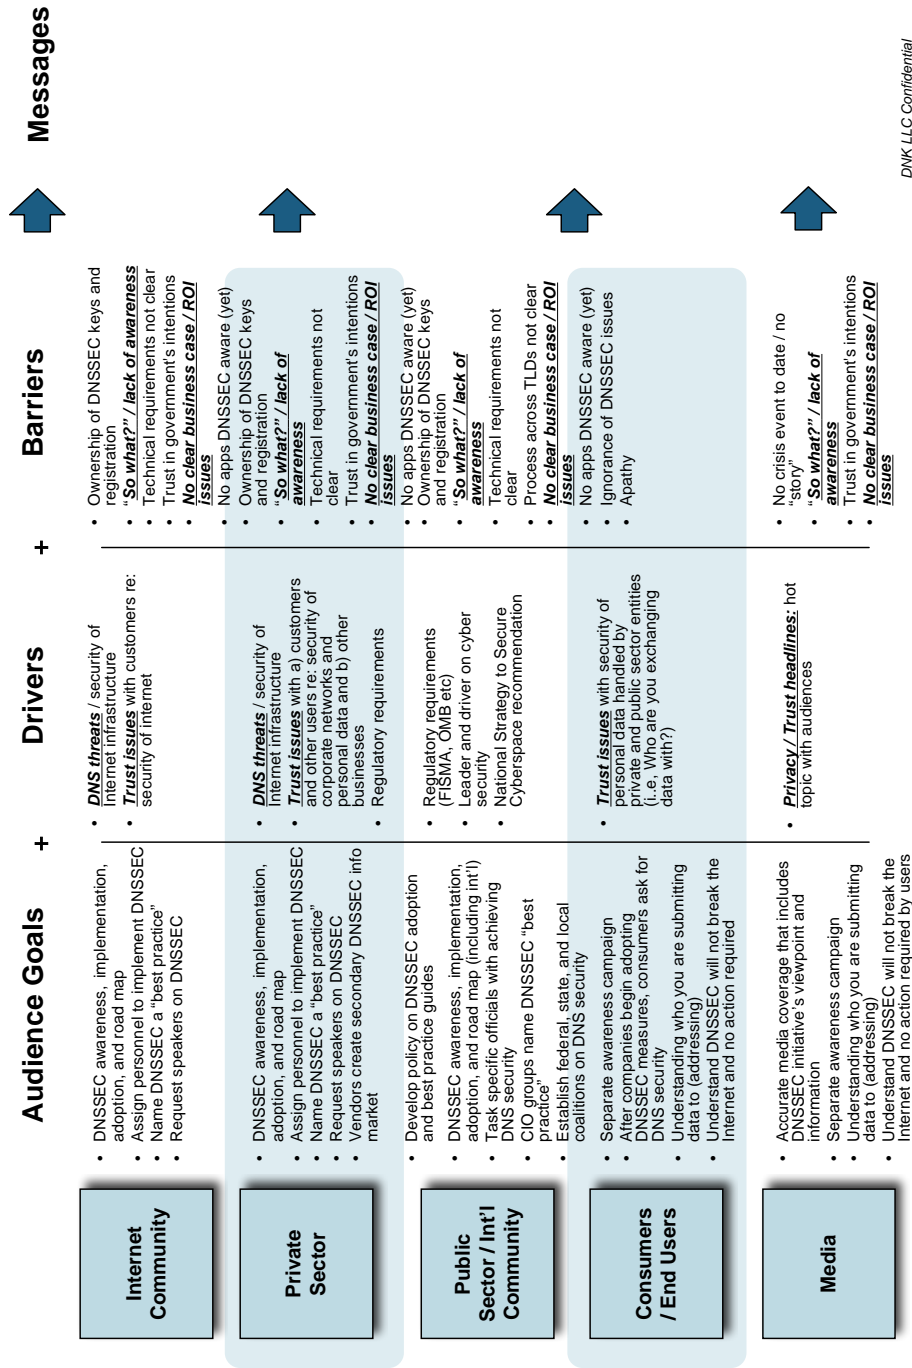 Audience Goals + Drivers + Barriers Messages
Internet
Community
• DNSSEC awareness, implementation,
adoption, and road map
• Assign personnel to implement DNSSEC
• Name DNSSEC a “best practice”
• Request speakers on DNSSEC
• DNS threats / security of
Internet infrastructure
• Trust issues with customers re:
security of internet
• Ownership of DNSSEC keys and
registration
• “So what?” / lack of awareness
• Technical requirements not clear
• Trust in government's intentions
• No clear business case / ROI
issues
• No apps DNSSEC aware (yet)
Private
Sector
• DNSSEC awareness, implementation,
adoption, and road map
• Assign personnel to implement DNSSEC
• Name DNSSEC a “best practice”
• Request speakers on DNSSEC
• Vendors create secondary DNSSEC info
market
• DNS threats / security of
Internet infrastructure
• Trust issues with a) customers
and other users re: security of
corporate networks and
personal data and b) other
businesses
• Regulatory requirements
• Ownership of DNSSEC keys
and registration
• “So what?” / lack of
awareness
• Technical requirements not
clear
• Trust in government's intentions
• No clear business case / ROI
issues
• No apps DNSSEC aware (yet)
Public
Sector / Int'l
Community
• Develop policy on DNSSEC adoption
and best practice guides
• DNSSEC awareness, implementation,
adoption, and road map (including int'l)
• Task specific officials with achieving
DNS security
• CIO groups name DNSSEC “best
practice”
• Establish federal, state, and local
coalitions on DNS security
• Regulatory requirements
(FISMA, OMB etc)
• Leader and driver on cyber
security
• National Strategy to Secure
Cyberspace recommendation
• Ownership of DNSSEC keys
and registration
• “So what?” / lack of
awareness
• Technical requirements not
clear
• Process across TLDs not clear
• No clear business case / ROI
issues
• No apps DNSSEC aware (yet)
Consumers
/ End Users
• Separate awareness campaign
• After companies begin adopting
DNSSEC measures, consumers ask for
DNS security
• Understanding who you are submitting
data to (addressing)
• Understand DNSSEC will not break the
Internet and no action required
• Trust issues with security of
personal data handled by
private and public sector entities
(i..e, Who are you exchanging
data with?)
• Ignorance of DNSSEC issues
• Apathy
Media
• Accurate media coverage that includes
DNSSEC initiative's viewpoint and
information
• Separate awareness campaign
• Understanding who you are submitting
data to (addressing)
• Understand DNSSEC will not break the
Internet and no action required by users
• Privacy / Trust headlines: hot
topic with audiences
• No crisis event to date / no
“story”
• “So what?” / lack of
awareness
• Trust in government's intentions
• No clear business case / ROI
issues
DNK LLC Confidential